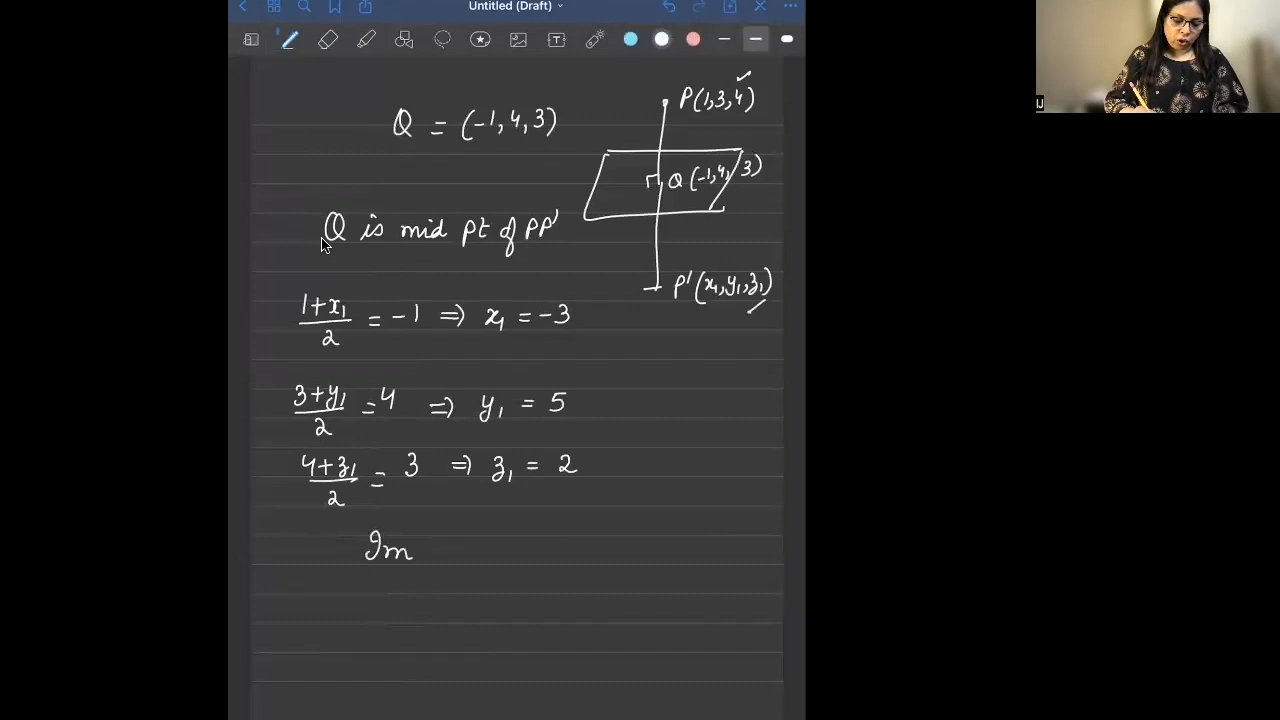 Untitled (Draft)
P(1,3,4)
Q = (-1,4,3)
Q (-1,4,3)
Q is mid pt of PP'
P'(x₁,y₁,z₁)
(1+x₁)/2 = -1 ⇒ x₁ = -3
(3+y₁)/2 = 4 ⇒ y₁ = 5
(4+z₁)/2 = 3 ⇒ z₁ = 2
Im
IJ